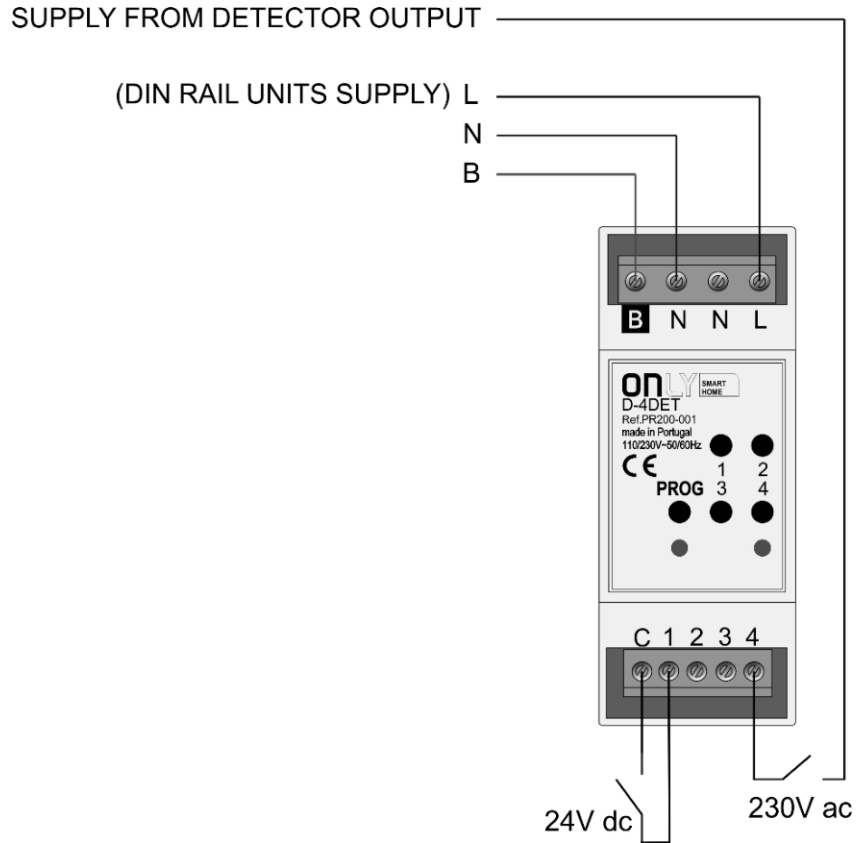 SUPPLY FROM DETECTOR OUTPUT
(DIN RAIL UNITS SUPPLY) L
N
B
B N N L
ONLY SMART HOME
D-4DET
Ref.PR200-001
made in Portugal
110/230V~50/60Hz
CE
1 2
PROG 3 4
C 1 2 3 4
24V dc
230V ac